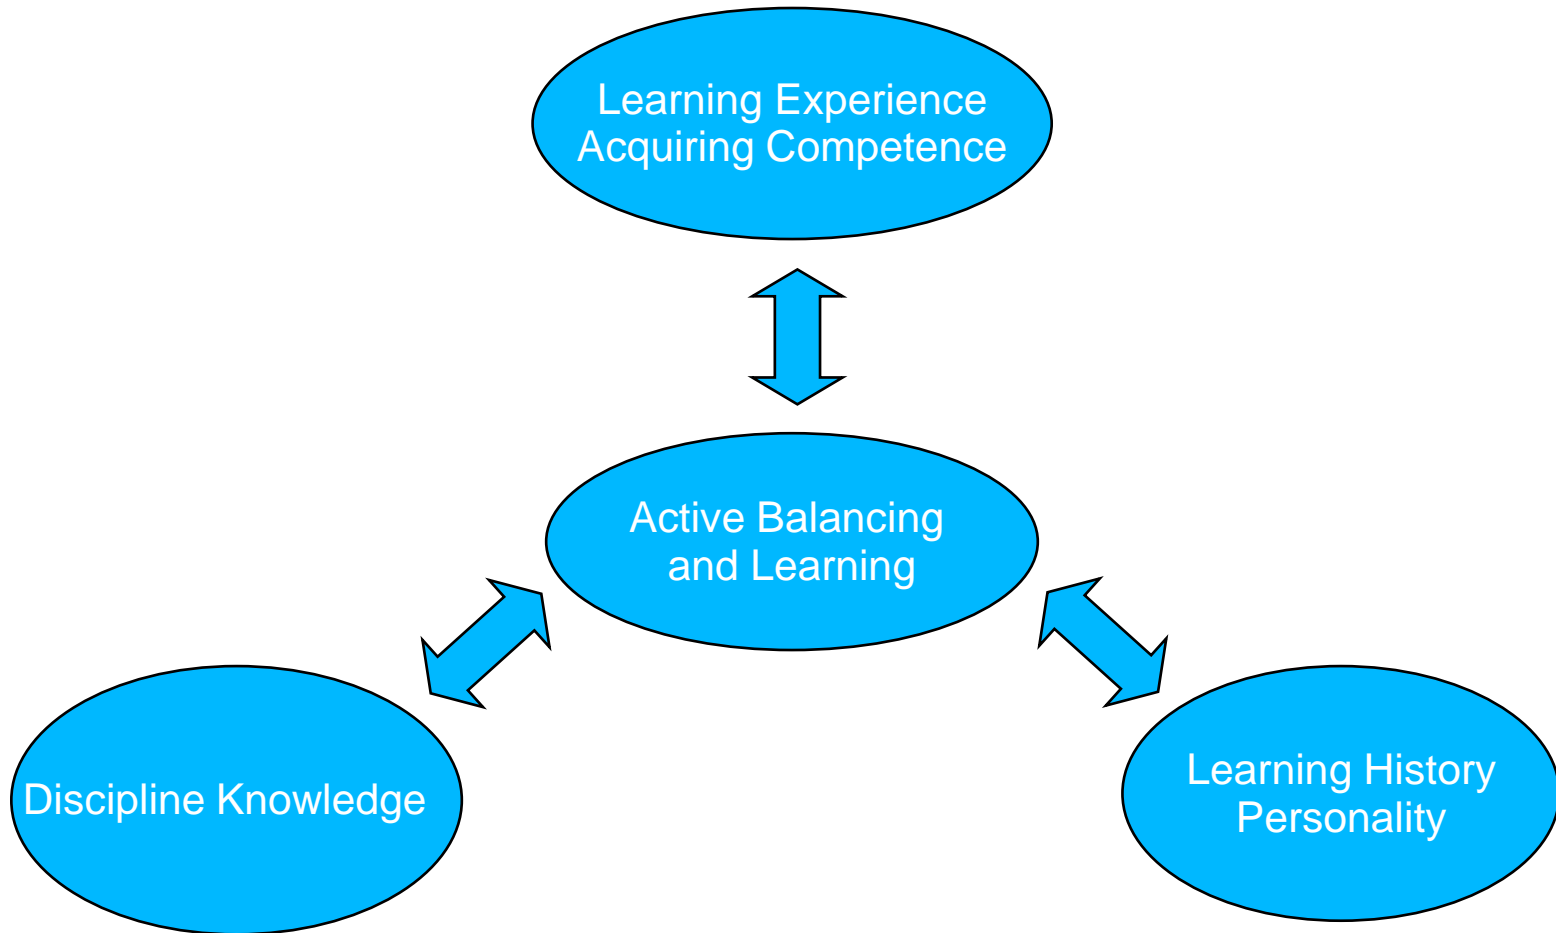 Learning Experience
Acquiring Competence
Active Balancing
and Learning
Discipline Knowledge
Learning History
Personality